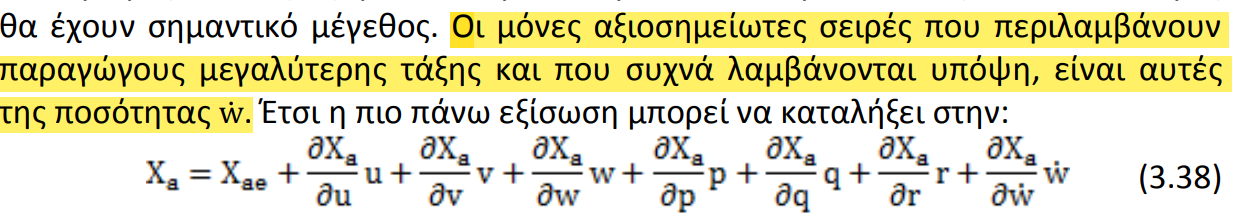 θα έχουν σημαντικό μέγεθος. Οι μόνες αξιοσημείωτες σειρές που περιλαμβάνουν
παραγώγους μεγαλύτερης τάξης και που συχνά λαμβάνονται υπόψη, είναι αυτές
της ποσότητας ẇ. Έτσι η πιο πάνω εξίσωση μπορεί να καταλήξει στην:
Xₐ = Xₐₑ + ∂Xₐ/∂u u + ∂Xₐ/∂v v + ∂Xₐ/∂w w + ∂Xₐ/∂p p + ∂Xₐ/∂q q + ∂Xₐ/∂r r + ∂Xₐ/∂ẇ ẇ (3.38)